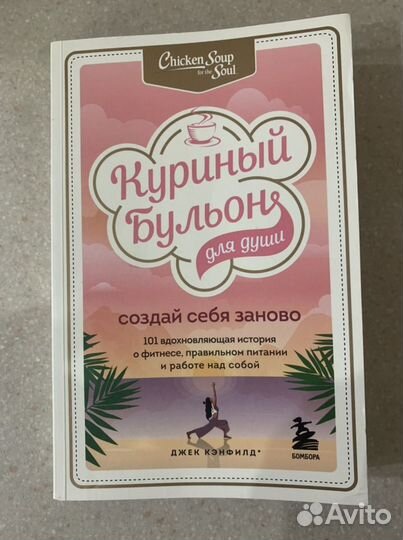 Chicken Soup
for the Soul
Куриный
Бульон
для души
создай себя заново
101 вдохновляющая история
о фитнесе, правильном питании
и работе над собой
ДЖЕК КЭНФИЛД*
БОМБОРА
Avito